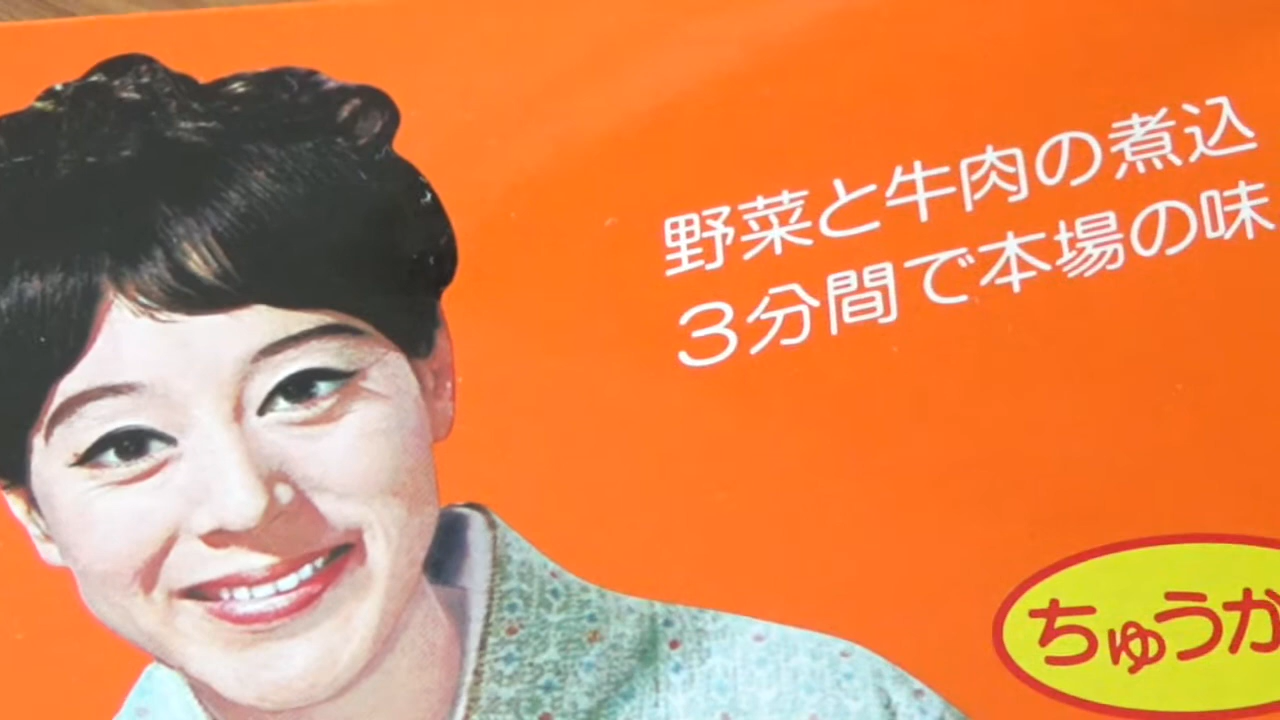 野菜と牛肉の煮込
3分間で本場の味
ちゅうか